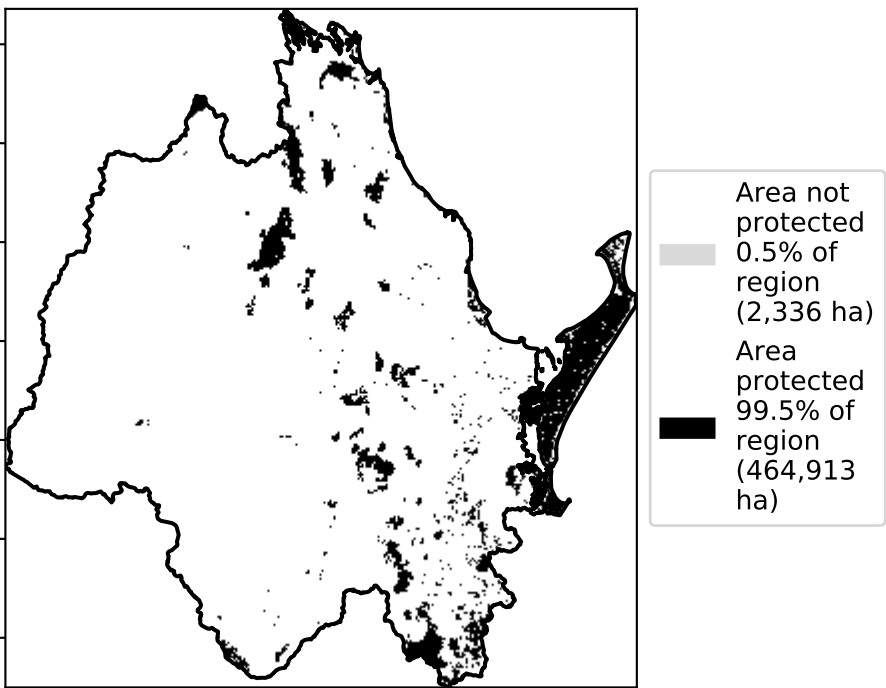 Area not
protected
0.5% of
region
(2,336 ha)
Area
protected
99.5% of
region
(464,913
ha)